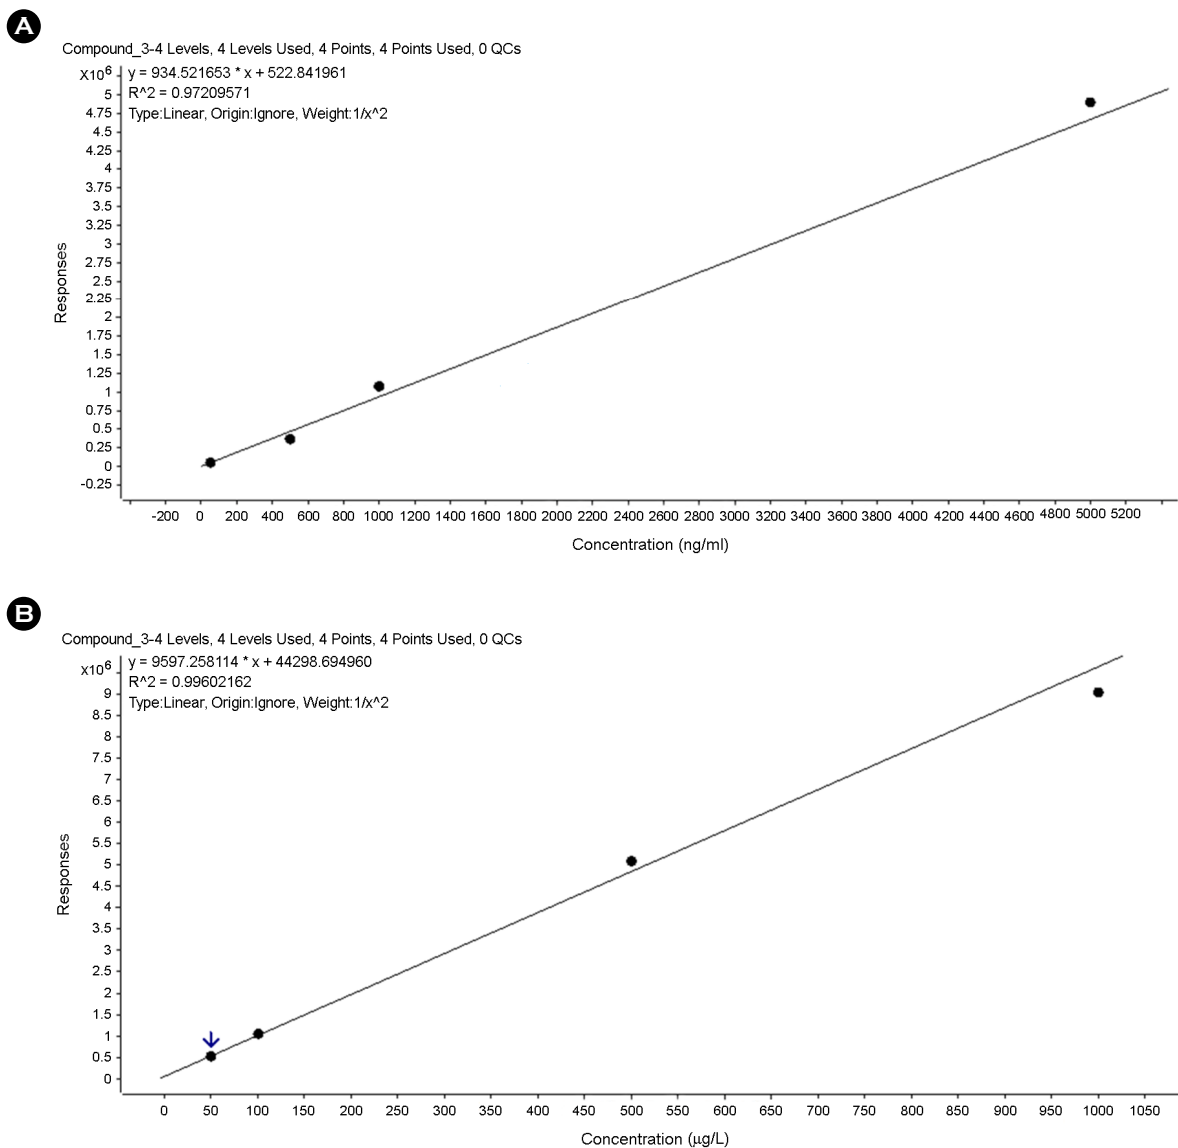 A
Compound_3-4 Levels, 4 Levels Used, 4 Points, 4 Points Used, 0 QCs
X10^6
y = 934.521653 * x + 522.841961
R^2 = 0.97209571
Type:Linear, Origin:Ignore, Weight:1/x^2
5
4.75
4.5
4.25
4
3.75
3.5
3.25
3
2.75
2.5
2.25
2
1.75
1.5
1.25
1
0.75
0.5
0.25
0
-0.25
Responses
-200 0 200 400 600 800 1000 1200 1400 1600 1800 2000 2200 2400 2600 2800 3000 3200 3400 3600 3800 4000 4200 4400 4600 4800 5000 5200
Concentration (ng/ml)
B
Compound_3-4 Levels, 4 Levels Used, 4 Points, 4 Points Used, 0 QCs
X10^6
y = 9597.258114 * x + 44298.694960
R^2 = 0.99602162
Type:Linear, Origin:Ignore, Weight:1/x^2
9
8.5
8
7.5
7
6.5
6
5.5
5
4.5
4
3.5
3
2.5
2
1.5
1
0.5
0
Responses
0 50 100 150 200 250 300 350 400 450 500 550 600 650 700 750 800 850 900 950 1000 1050
Concentration (μg/L)